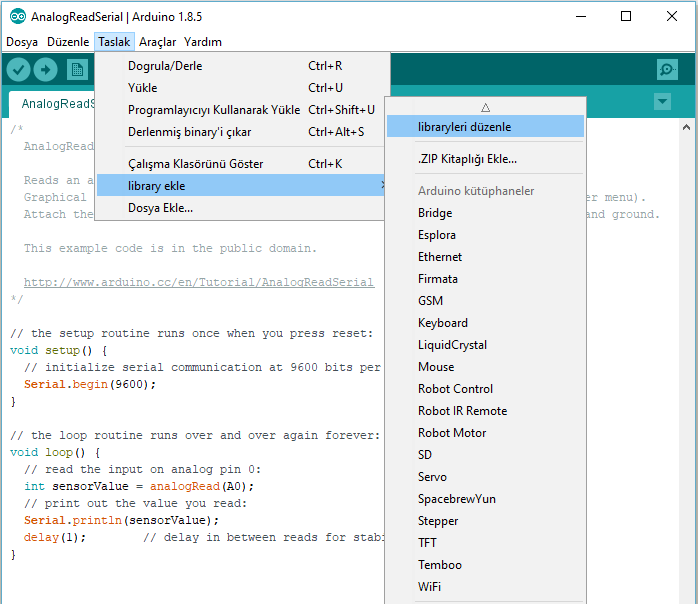 AnalogReadSerial | Arduino 1.8.5
Dosya Düzenle Taslak Araçlar Yardım
Dogrula/Derle Ctrl+R
Yükle Ctrl+U
Programlayıcıyı Kullanarak Yükle Ctrl+Shift+U
Derlenmiş binary'i çıkar Ctrl+Alt+S
Çalışma Klasörünü Göster Ctrl+K
library ekle
Dosya Ekle...
libraryleri düzenle
.ZIP Kitaplığı Ekle...
Arduino kütüphaneler
Bridge
Esplora
Ethernet
Firmata
GSM
Keyboard
LiquidCrystal
Mouse
Robot Control
Robot IR Remote
Robot Motor
SD
Servo
SpacebrewYun
Stepper
TFT
Temboo
WiFi
AnalogReadS
/*
AnalogRead
Reads an a
Graphical er menu).
Attach the and ground.
This example code is in the public domain.
http://www.arduino.cc/en/Tutorial/AnalogReadSerial
*/
// the setup routine runs once when you press reset:
void setup() {
// initialize serial communication at 9600 bits per
Serial.begin(9600);
}
// the loop routine runs over and over again forever:
void loop() {
// read the input on analog pin 0:
int sensorValue = analogRead(A0);
// print out the value you read:
Serial.println(sensorValue);
delay(1); // delay in between reads for stabi
}